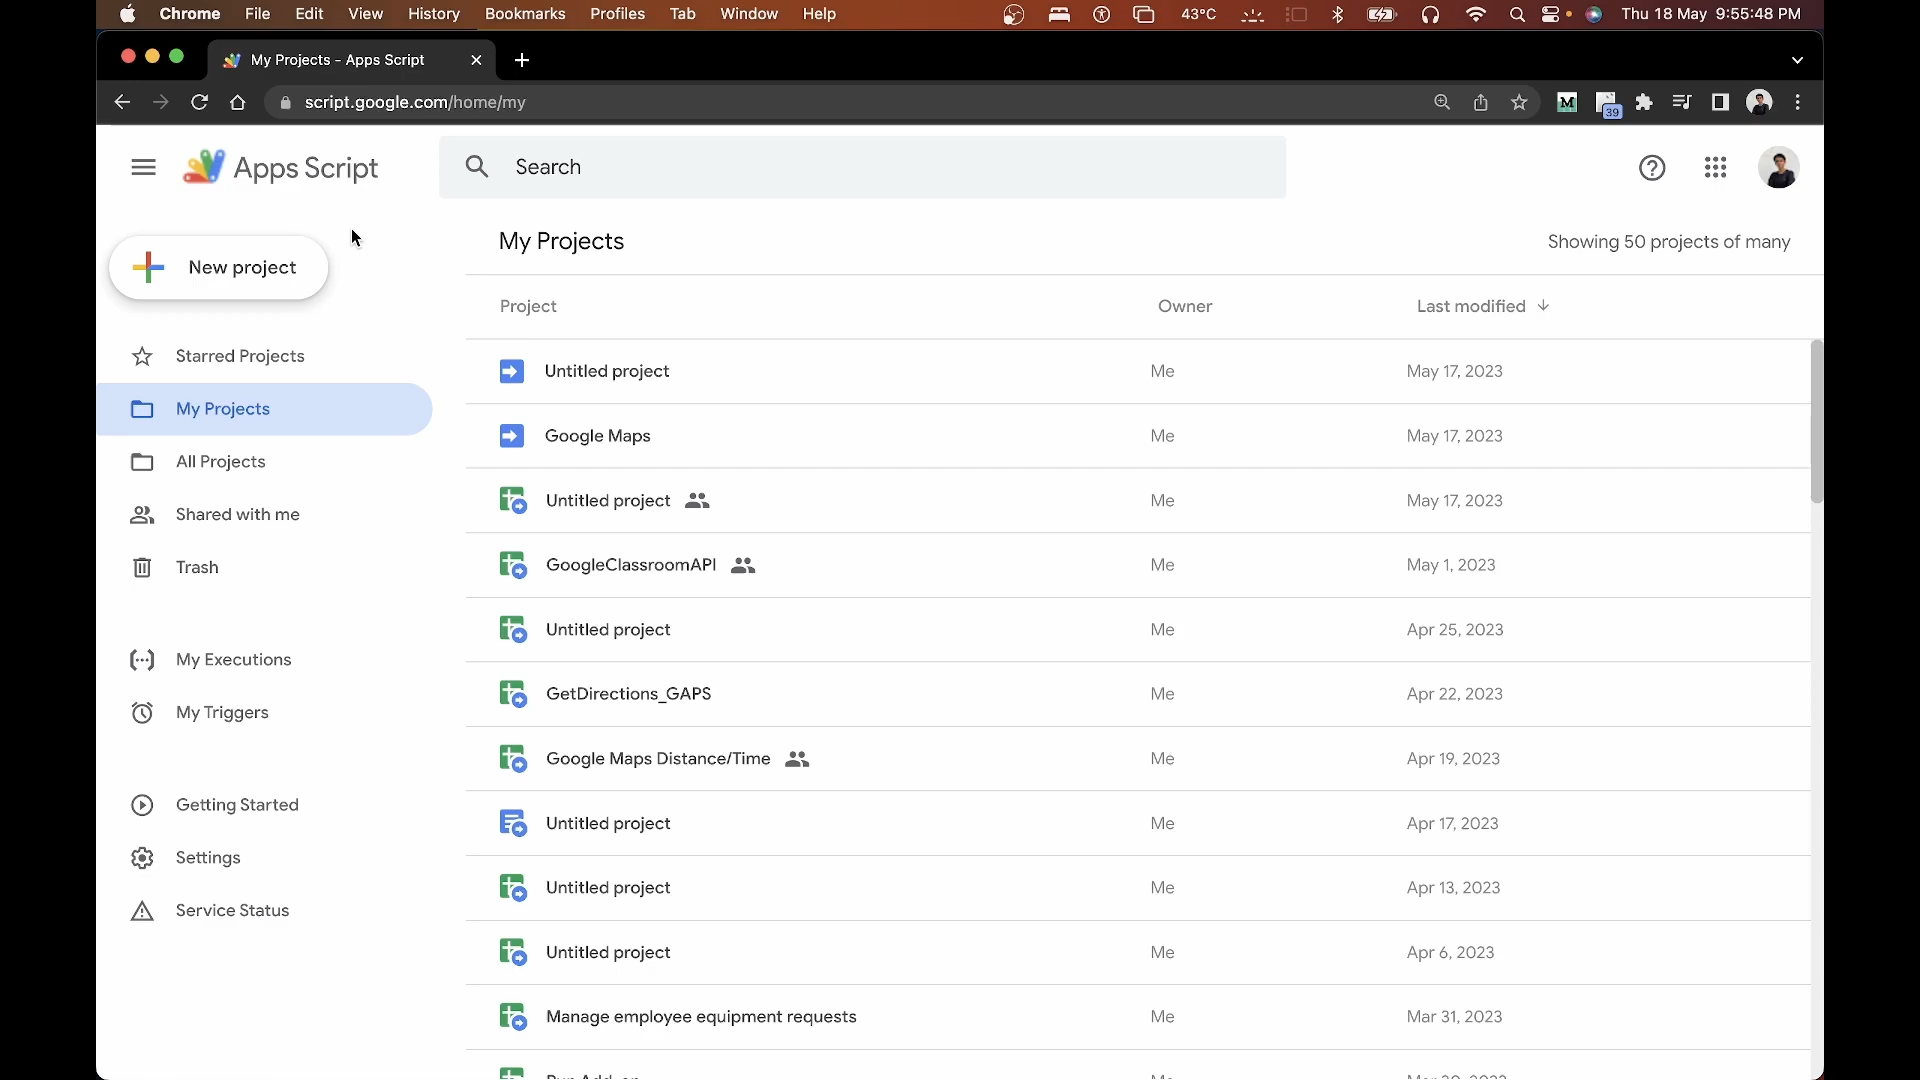 Chrome File Edit View History Bookmarks Profiles Tab Window Help 43°C Thu 18 May 9:55:48 PM
My Projects - Apps Script
script.google.com/home/my
M
39
Apps Script
Search
New project
My Projects
Showing 50 projects of many
Project Owner Last modified
Starred Projects
My Projects
All Projects
Shared with me
Trash
My Executions
My Triggers
Getting Started
Settings
Service Status
Untitled project Me May 17, 2023
Google Maps Me May 17, 2023
Untitled project Me May 17, 2023
GoogleClassroomAPI Me May 1, 2023
Untitled project Me Apr 25, 2023
GetDirections_GAPS Me Apr 22, 2023
Google Maps Distance/Time Me Apr 19, 2023
Untitled project Me Apr 17, 2023
Untitled project Me Apr 13, 2023
Untitled project Me Apr 6, 2023
Manage employee equipment requests Me Mar 31, 2023